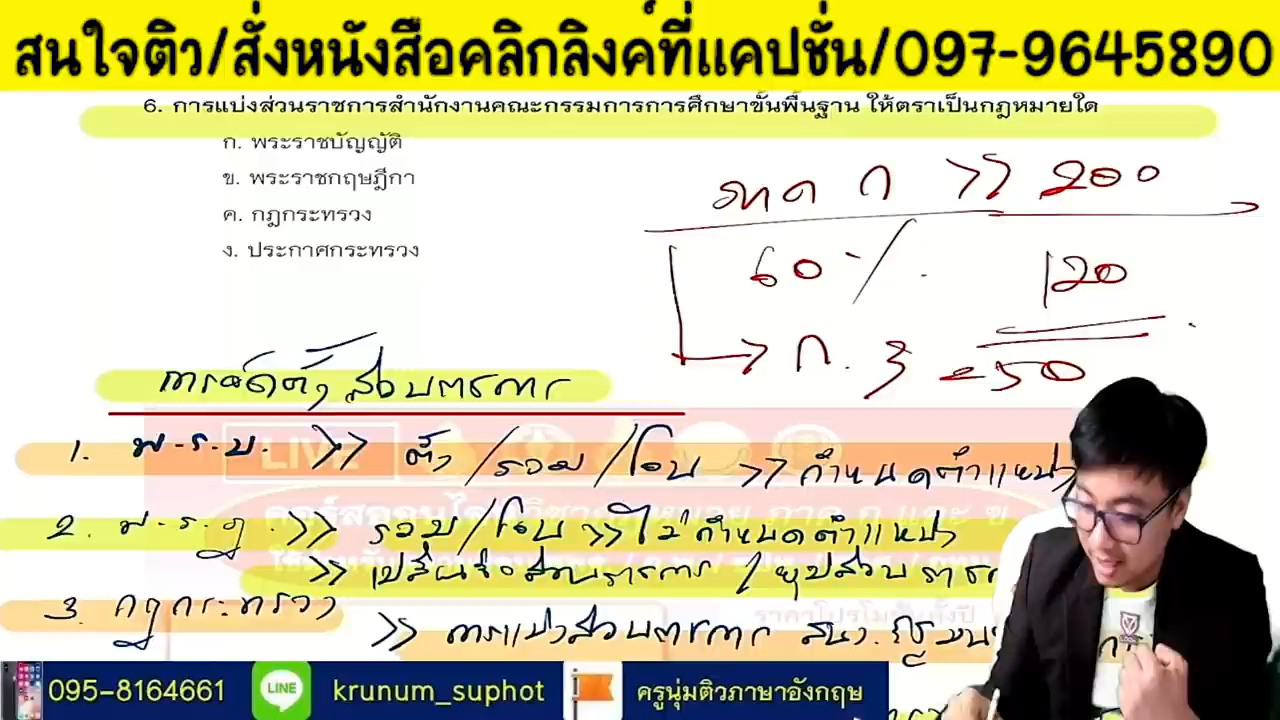 สนใจติว/สั่งหนังสือคลิกลิงค์ที่แคปชั่น/097-9645890
6. การแบ่งส่วนราชการสำนักงานคณะกรรมการการศึกษาขั้นพื้นฐาน ให้ตราเป็นกฎหมายใด
ก. พระราชบัญญัติ
ข. พระราชกฤษฎีกา
ค. กฎกระทรวง
ง. ประกาศกระทรวง
ภาค ก >> 200
60 % 120
→ ก. 3 = 50
การจัดตั้งส่วนราชการ
1. พ.ร.บ. >> ตั้ง/รวม/โอน >> กำหนดตำแหน่ง
2. พ.ร.ฎ. >> รวม/โอน >> ไม่กำหนดตำแหน่ง
>> เปลี่ยนชื่อส่วนราชการ / ยุบส่วน
3. กฎกระทรวง
>> การแบ่งส่วนราชการ
LIVE
095-8164661 LINE krunum_suphot ครูนุ่มติวภาษาอังกฤษ